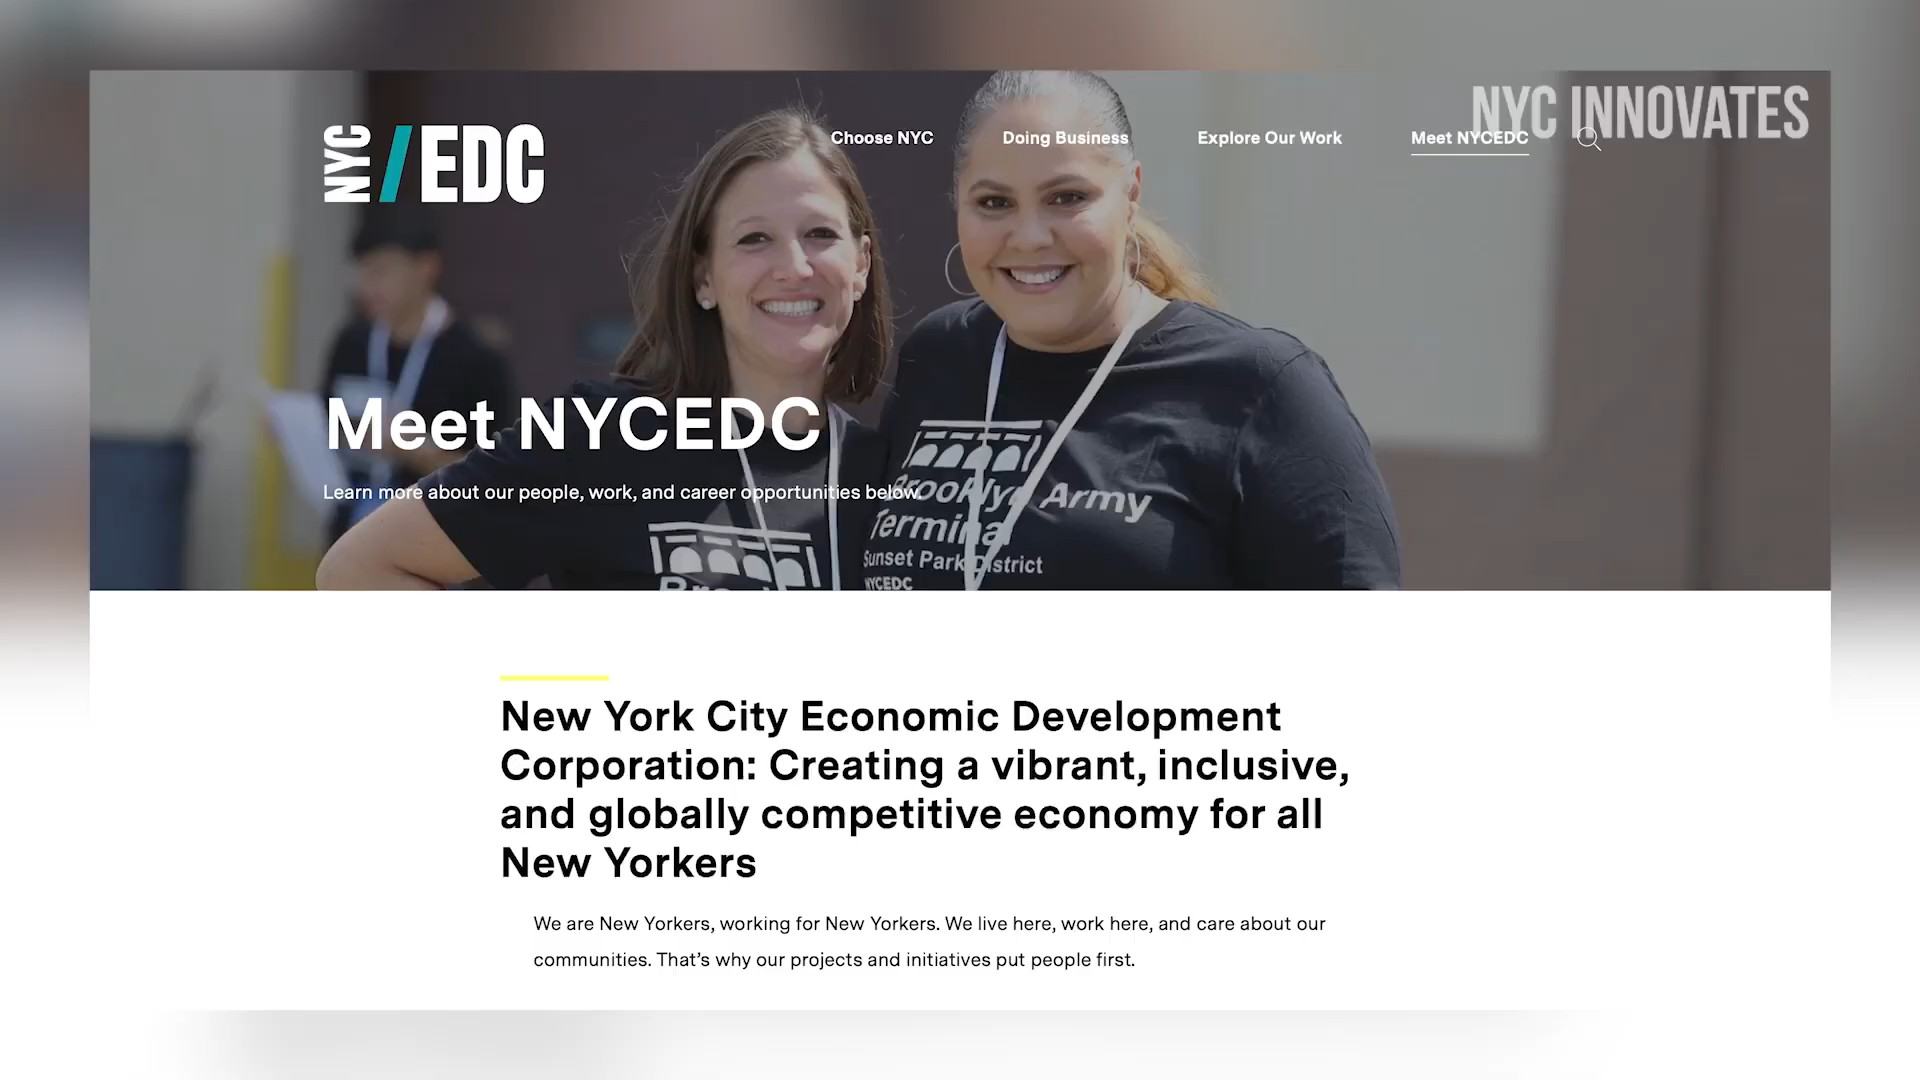 NYC INNOVATES
NYC / EDC
Choose NYC
Doing Business
Explore Our Work
Meet NYCEDC
Meet NYCEDC
Learn more about our people, work, and career opportunities below.
Brooklyn Army
Terminal
Sunset Park District
NYCEDC
New York City Economic Development
Corporation: Creating a vibrant, inclusive,
and globally competitive economy for all
New Yorkers
We are New Yorkers, working for New Yorkers. We live here, work here, and care about our
communities. That’s why our projects and initiatives put people first.